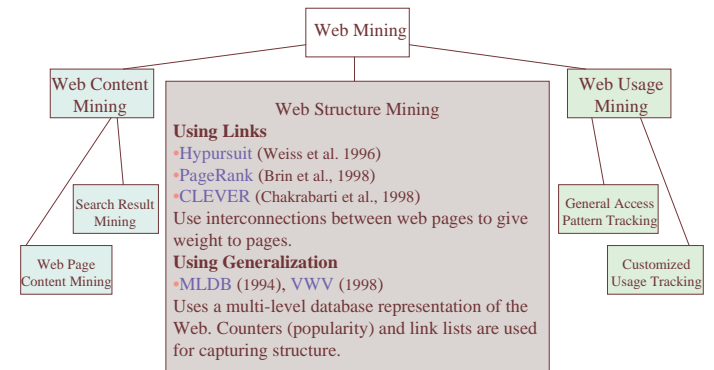 Web Mining
Web Content
Mining
Search Result
Mining
Web Page
Content Mining
Web Structure Mining
Using Links
•Hypursuit (Weiss et al. 1996)
•PageRank (Brin et al., 1998)
•CLEVER (Chakrabarti et al., 1998)
Use interconnections between web pages to give
weight to pages.
Using Generalization
•MLDB (1994), VWV (1998)
Uses a multi-level database representation of the
Web. Counters (popularity) and link lists are used
for capturing structure.
Web Usage
Mining
General Access
Pattern Tracking
Customized
Usage Tracking